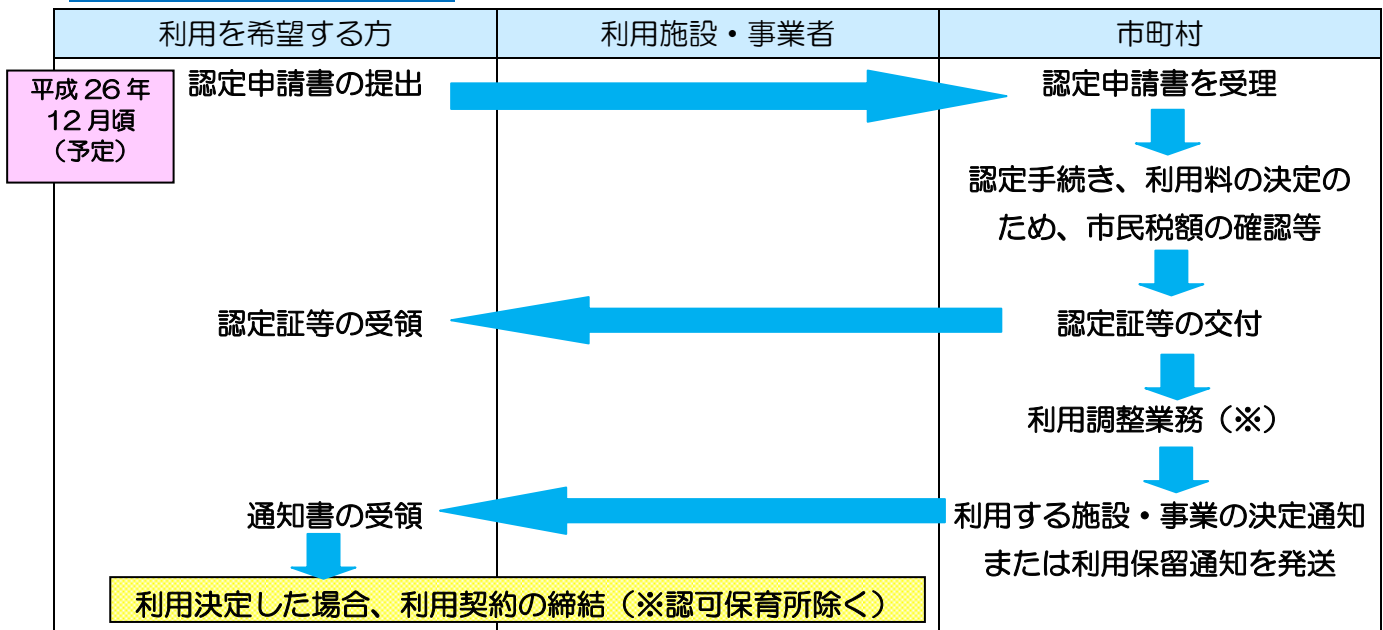 利用を希望する方
利用施設・事業者
市町村
平成26年
12月頃
（予定）
認定申請書の提出
認定申請書を受理
認定手続き、利用料の決定の
ため、市民税額の確認等
認定証等の受領
認定証等の交付
利用調整業務（※）
通知書の受領
利用する施設・事業の決定通知
または利用保留通知を発送
利用決定した場合、利用契約の締結（※認可保育所除く）